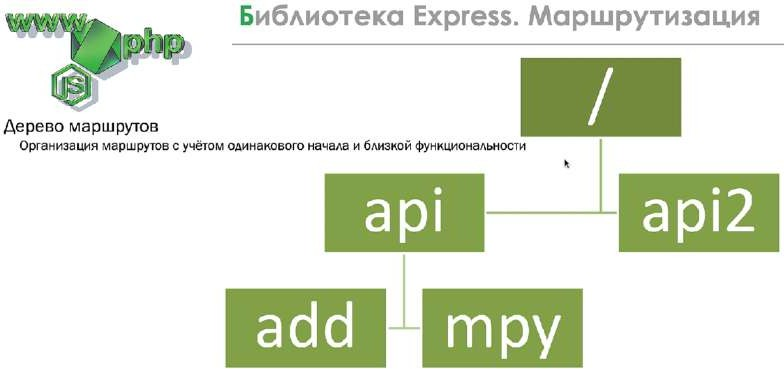 Библиотека Express. Маршрутизация
www
php
JS
Дерево маршрутов
Организация маршрутов с учётом одинакового начала и близкой функциональности
/
api
api2
add
mpy